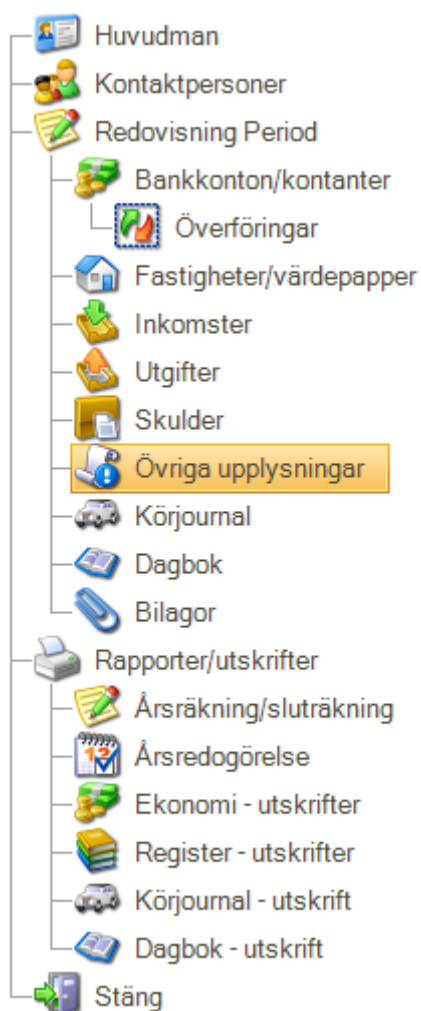 Huvudman
Kontaktpersoner
Redovisning Period
Bankkonton/kontanter
Överföringar
Fastigheter/värdepapper
Inkomster
Utgifter
Skulder
Övriga upplysningar
Körjournal
Dagbok
Bilagor
Rapporter/utskrifter
Årsräkning/sluträkning
12
Årsredogörelse
Ekonomi - utskrifter
Register - utskrifter
Körjournal - utskrift
Dagbok - utskrift
Stäng